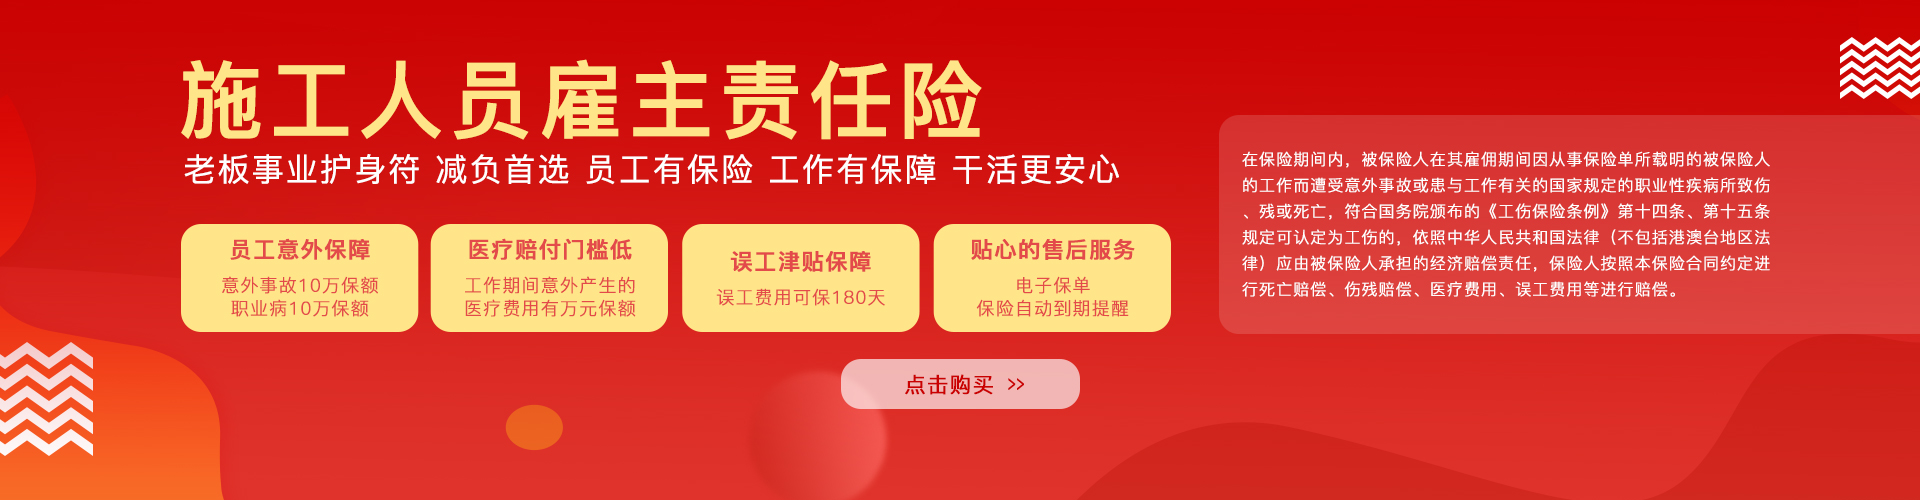 施工人员雇主责任险
老板事业护身符 减负首选 员工有保险 工作有保障 干活更安心
员工意外保障
意外事故10万保额
职业病10万保额
医疗赔付门槛低
工作期间意外产生的
医疗费用有万元保额
误工津贴保障
误工费用可保180天
贴心的售后服务
电子保单
保险自动到期提醒
在保险期间内，被保险人在其雇佣期间因从事保险单所载明的被保险人
的工作而遭受意外事故或患与工作有关的国家规定的职业性疾病所致伤
、残或死亡，符合国务院颁布的《工伤保险条例》第十四条、第十五条
规定可认定为工伤的，依照中华人民共和国法律（不包括港澳台地区法
律）应由被保险人承担的经济赔偿责任，保险人按照本保险合同约定进
行死亡赔偿、伤残赔偿、医疗费用、误工费用等进行赔偿。
点击购买 >>